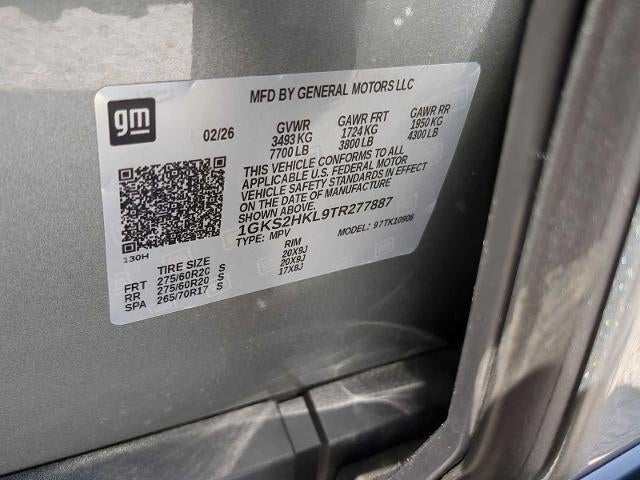 gm
MFD BY GENERAL MOTORS LLC
02/26 GVWR GAWR FRT GAWR RR
3493 KG 1724 KG 1950 KG
7700 LB 3800 LB 4300 LB
THIS VEHICLE CONFORMS TO ALL
APPLICABLE U.S. FEDERAL MOTOR
VEHICLE SAFETY STANDARDS IN EFFECT
ON THE DATE OF MANUFACTURE
SHOWN ABOVE.
1GKS2HKL9TR277887
TYPE: MPV MODEL: 97TK10906
130H
TIRE SIZE RIM
FRT 275/60R20 S 20X9J
RR 275/60R20 S 20X9J
SPA 265/70R17 S 17X8J